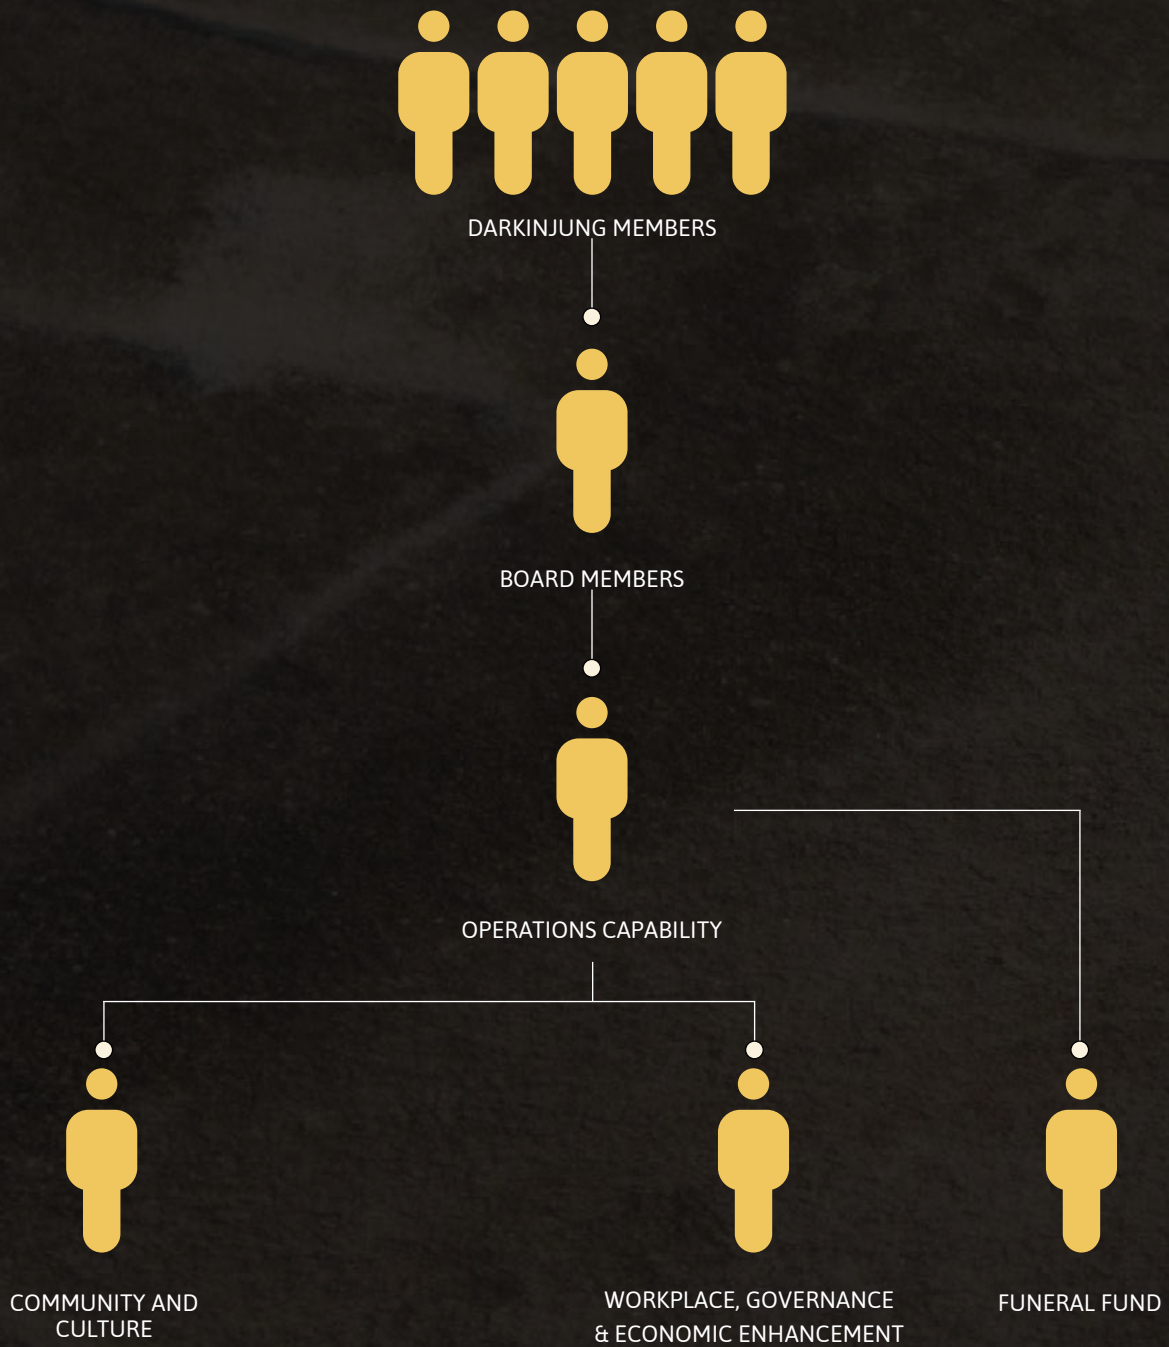 DARKINJUNG MEMBERS
BOARD MEMBERS
OPERATIONS CAPABILITY
COMMUNITY AND
CULTURE
WORKPLACE, GOVERNANCE
& ECONOMIC ENHANCEMENT
FUNERAL FUND